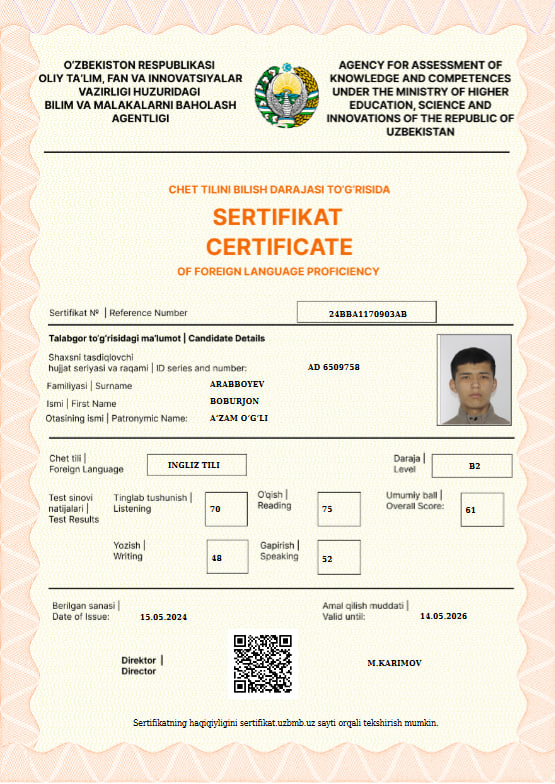 O‘ZBEKISTON RESPUBLIKASI
OLIY TA’LIM, FAN VA INNOVATSIYALAR
VAZIRLIGI HUZURIDAGI
BILIM VA MALAKALARNI BAHOLASH
AGENTLIGI
AGENCY FOR ASSESSMENT OF
KNOWLEDGE AND COMPETENCES
UNDER THE MINISTRY OF HIGHER
EDUCATION, SCIENCE AND
INNOVATIONS OF THE REPUBLIC OF
UZBEKISTAN
CHET TILINI BILISH DARAJASI TO‘G‘RISIDA
SERTIFIKAT
CERTIFICATE
OF FOREIGN LANGUAGE PROFICIENCY
Sertifikat № | Reference Number
24BBA1170903AB
Talabgor to‘g‘risidagi ma’lumot | Candidate Details
Shaxsni tasdiqlovchi
hujjat seriyasi va raqami | ID series and number:
AD 6509758
Familiyasi | Surname
ARABBOYEV
Ismi | First Name
BOBURJON
Otasining ismi | Patronymic Name:
A‘ZAM O‘G‘LI
Chet tili |
Foreign Language
INGLIZ TILI
Daraja |
Level
B2
Test sinovi
natijalari |
Test Results
Tinglab tushunish |
Listening
70
O‘qish |
Reading
75
Umumiy ball |
Overall Score:
61
Yozish |
Writing
48
Gapirish |
Speaking
52
Berilgan sanasi |
Date of Issue:
15.05.2024
Amal qilish muddati |
Valid until:
14.05.2026
Direktor |
Director
M.KARIMOV
Sertifikatning haqiqiyligini sertifikat.uzbmb.uz sayti orqali tekshirish mumkin.